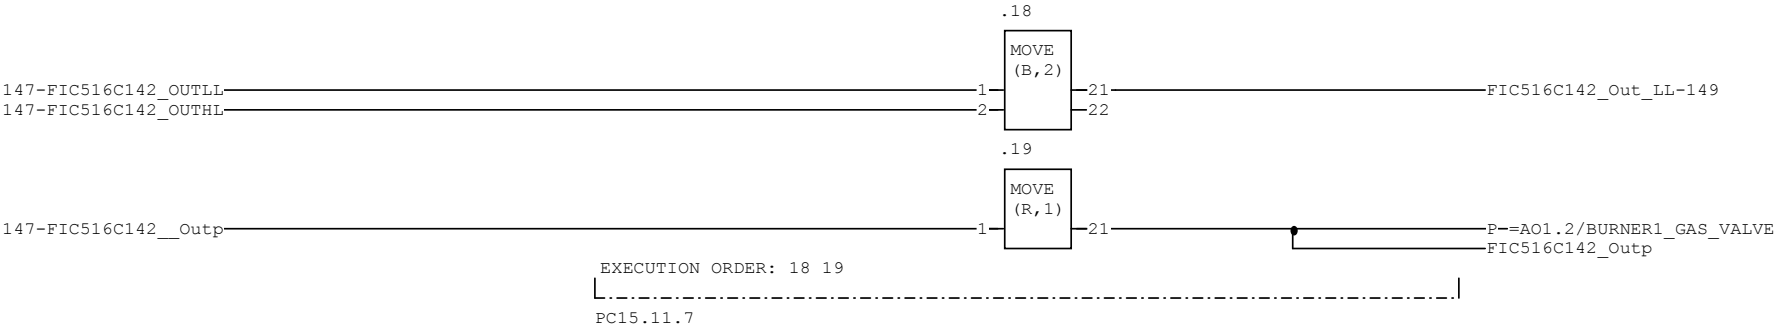 .18
MOVE
(B,2)
147-FIC516C142_OUTLL 1 21 FIC516C142_Out_LL-149
147-FIC516C142_OUTHL 2 22
.19
MOVE
(R,1)
147-FIC516C142__Outp 1 21 P-=AO1.2/BURNER1_GAS_VALVE
FIC516C142_Outp
EXECUTION ORDER: 18 19
PC15.11.7